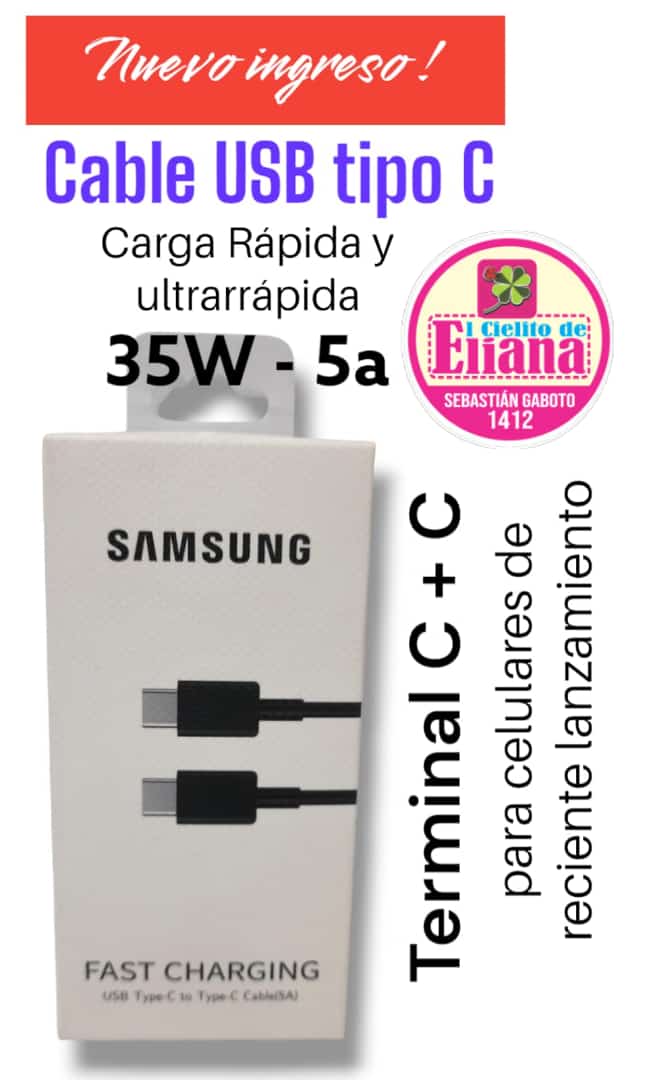 Nuevo ingreso!
Cable USB tipo C
Carga Rápida y
ultrarrápida
35W - 5a
El Cielito de
Eliana
SEBASTIÁN GABOTO
1412
SAMSUNG
FAST CHARGING
USB Type-C to Type-C Cable(5A)
Terminal C + C
para celulares de
reciente lanzamiento